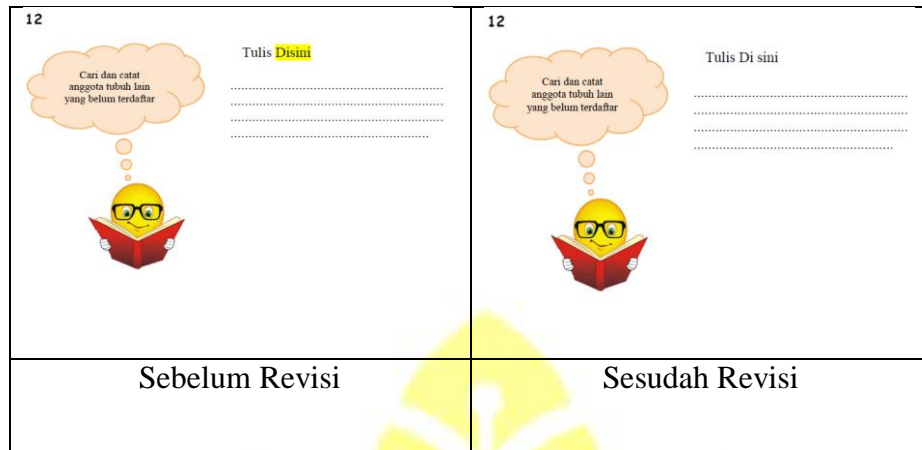 12
Cari dan catat
anggota tubuh lain
yang belum terdaftar
Tulis Disini
.......................................................
.......................................................
.......................................................
...................................................
Sebelum Revisi
12
Cari dan catat
anggota tubuh lain
yang belum terdaftar
Tulis Di sini
.......................................................
.......................................................
.......................................................
...................................................
Sesudah Revisi